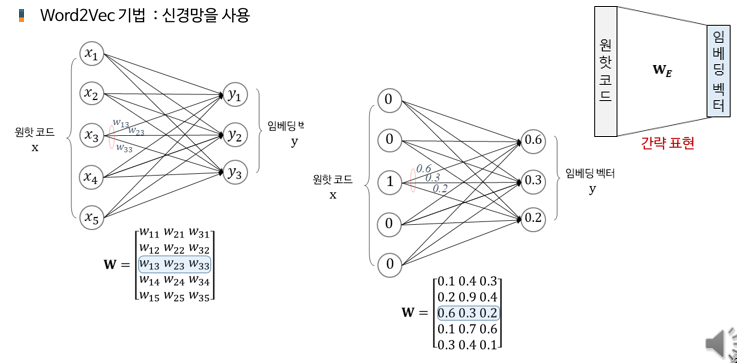 Word2Vec 기법 : 신경망을 사용
x₁
x₂
x₃
x₄
x₅
w₁₃
w₂₃
w₃₃
y₁
y₂
y₃
원핫 코드
x
임베딩
y
W = [w₁₁ w₂₁ w₃₁
w₁₂ w₂₂ w₃₂
w₁₃ w₂₃ w₃₃
w₁₄ w₂₄ w₃₄
w₁₅ w₂₅ w₃₅]
0
0
1
0
0
0.6
0.3
0.2
0.6
0.3
0.2
원핫 코드
x
임베딩 벡터
y
W = [0.1 0.4 0.3
0.2 0.9 0.4
0.6 0.3 0.2
0.1 0.7 0.6
0.3 0.4 0.1]
원핫 코드
W_E
임베딩 벡터
간략 표현